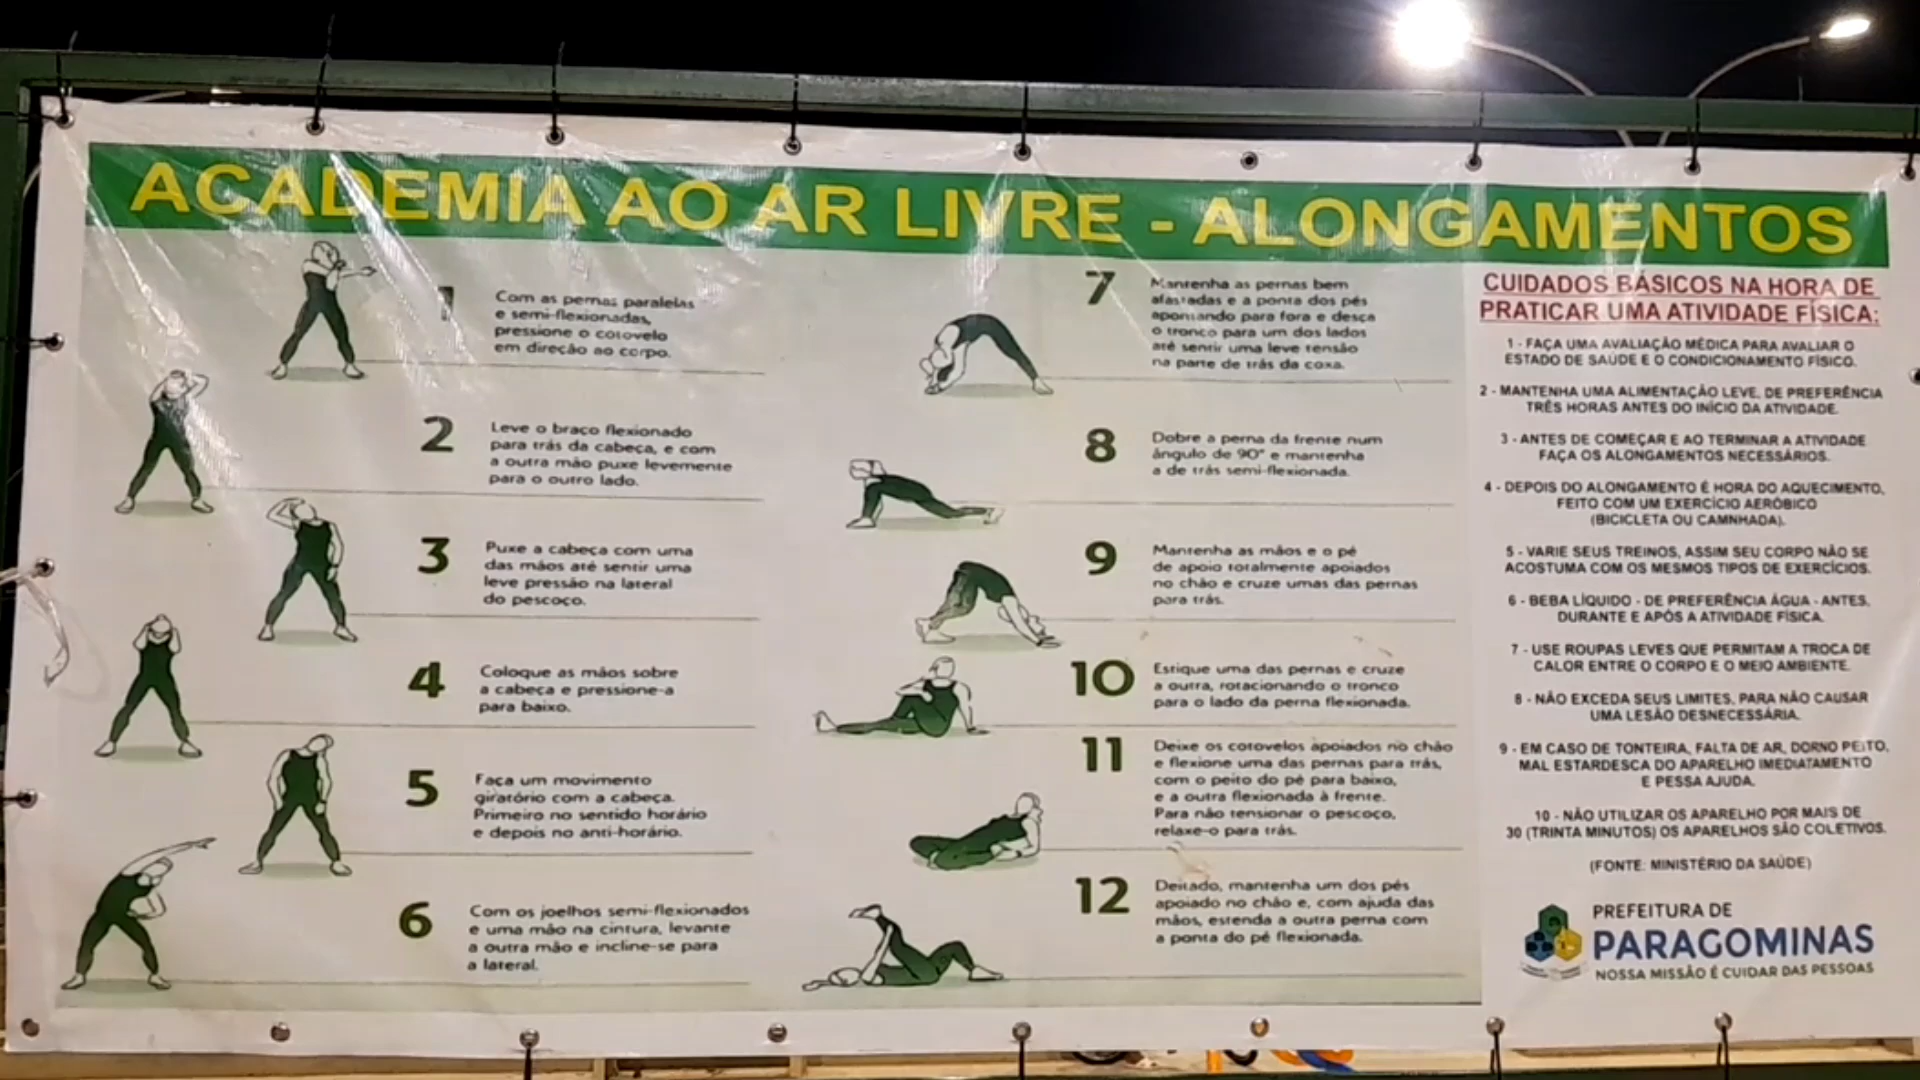 ACADEMIA AO AR LIVRE - ALONGAMENTOS
1
Com as pernas paralelas
e semi-flexionadas,
pressione o cotovelo
em direção ao corpo.
2
Leve o braço flexionado
para trás da cabeça, e com
a outra mão puxe levemente
para o outro lado.
3
Puxe a cabeça com uma
das mãos até sentir uma
leve pressão na lateral
do pescoço.
4
Coloque as mãos sobre
a cabeça e pressione-a
para baixo.
5
Faça um movimento
giratório com a cabeça.
Primeiro no sentido horário
e depois no anti-horário.
6
Com os joelhos semi-flexionados
e uma mão na cintura, levante
a outra mão e incline-se para
a lateral.
7
Mantenha as pernas bem
afastadas e a ponta dos pés
apontando para fora e desça
o tronco para um dos lados
até sentir uma leve tensão
na parte de trás da coxa.
8
Dobre a perna da frente num
ângulo de 90° e mantenha
a de trás semi-flexionada.
9
Mantenha as mãos e o pé
de apoio totalmente apoiados
no chão e cruze umas das pernas
para trás.
10
Estique uma das pernas e cruze
a outra, rotacionando o tronco
para o lado da perna flexionada.
11
Deixe os cotovelos apoiados no chão
e flexione uma das pernas para trás,
com o peito do pé para baixo,
e a outra flexionada à frente.
Para não tensionar o pescoço,
relaxe-o para trás.
12
Deitado, mantenha um dos pés
apoiado no chão e, com ajuda das
mãos, estenda a outra perna com
a ponta do pé flexionada.
CUIDADOS BÁSICOS NA HORA DE
PRATICAR UMA ATIVIDADE FÍSICA:
1 - FAÇA UMA AVALIAÇÃO MÉDICA PARA AVALIAR O
ESTADO DE SAÚDE E O CONDICIONAMENTO FÍSICO.
2 - MANTENHA UMA ALIMENTAÇÃO LEVE, DE PREFERÊNCIA
TRÊS HORAS ANTES DO INÍCIO DA ATIVIDADE.
3 - ANTES DE COMEÇAR E AO TERMINAR A ATIVIDADE
FAÇA OS ALONGAMENTOS NECESSÁRIOS.
4 - DEPOIS DO ALONGAMENTO É HORA DO AQUECIMENTO,
FEITO COM UM EXERCÍCIO AERÓBICO
(BICICLETA OU CAMNHADA).
5 - VARIE SEUS TREINOS, ASSIM SEU CORPO NÃO SE
ACOSTUMA COM OS MESMOS TIPOS DE EXERCÍCIOS.
6 - BEBA LÍQUIDO - DE PREFERÊNCIA ÁGUA - ANTES,
DURANTE E APÓS A ATIVIDADE FÍSICA.
7 - USE ROUPAS LEVES QUE PERMITAM A TROCA DE
CALOR ENTRE O CORPO E O MEIO AMBIENTE.
8 - NÃO EXCEDA SEUS LIMITES, PARA NÃO CAUSAR
UMA LESÃO DESNECESSÁRIA.
9 - EM CASO DE TONTEIRA, FALTA DE AR, DORNO PEITO,
MAL ESTARDESCA DO APARELHO IMEDIATAMENTO
E PESSA AJUDA.
10 - NÃO UTILIZAR OS APARELHO POR MAIS DE
30 (TRINTA MINUTOS) OS APARELHOS SÃO COLETIVOS.
(FONTE: MINISTÉRIO DA SAÚDE)
PREFEITURA DE
PARAGOMINAS
NOSSA MISSÃO É CUIDAR DAS PESSOAS